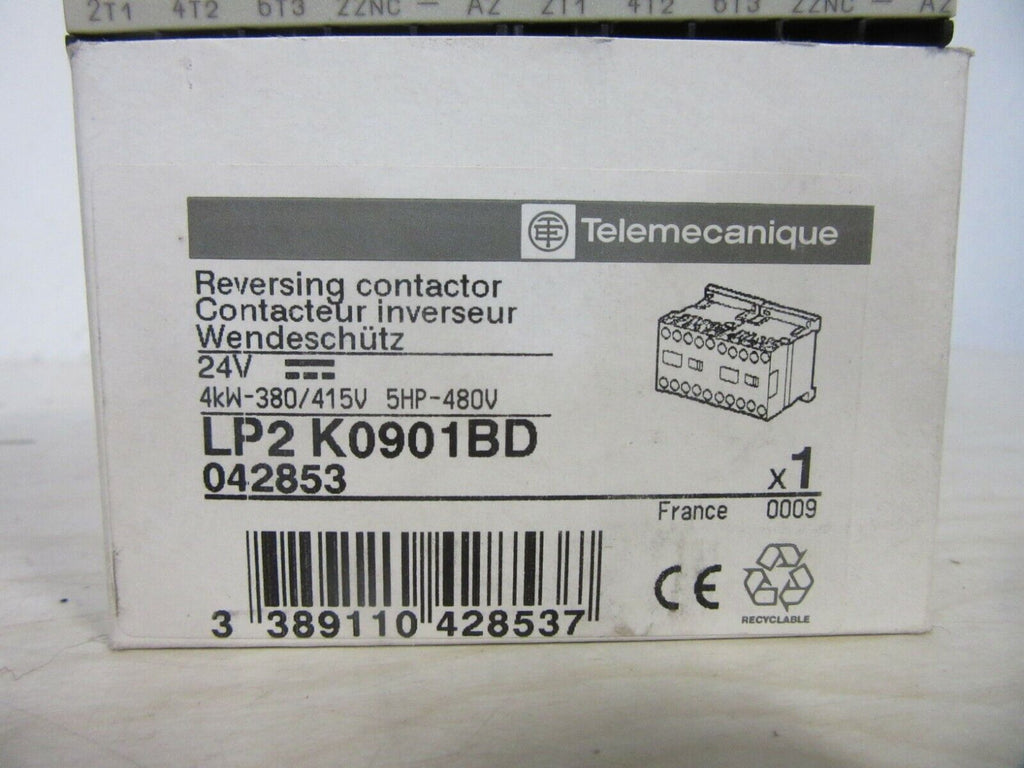 2T1 4T2 6T3 22NC — A2 2T1 4T2 6T3 22NC — A2
Telemecanique
Reversing contactor
Contacteur inverseur
Wendeschütz
24V
4kW-380/415V 5HP-480V
LP2 K0901BD
042853
x1
France 0009
CE
RECYCLABLE
3 389110 428537